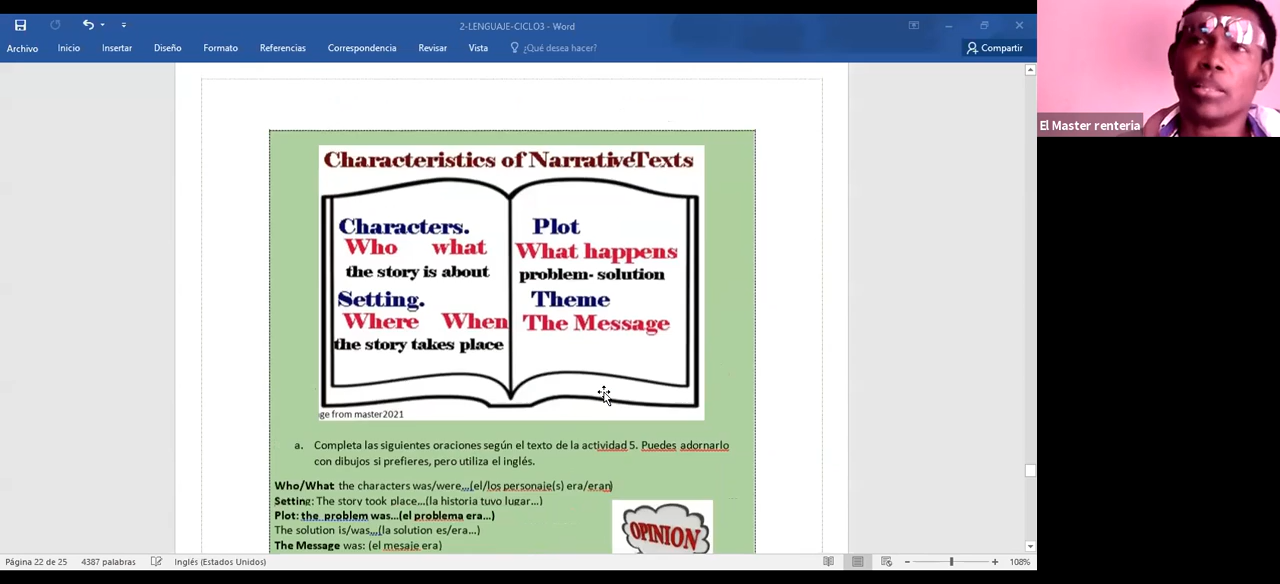 2-LENGUAJE-CICLO3 - Word
Archivo Inicio Insertar Diseño Formato Referencias Correspondencia Revisar Vista ¿Qué desea hacer? Compartir
El Master renteria
Characteristics of NarrativeTexts
Characters.
Who what
the story is about
Setting.
Where When
the story takes place
Plot
What happens
problem- solution
Theme
The Message
ge from master2021
a. Completa las siguientes oraciones según el texto de la actividad 5. Puedes adornarlo
con dibujos si prefieres, pero utiliza el inglés.
Who/What: the characters was/were...(el/los personaje(s) era/eran)
Setting: The story took place...(la historia tuvo lugar...)
Plot: the problem was...(el problema era...)
The solution is/was...(la solution es/era...)
The Message was: (el mesaje era)
OPINION
Página 22 de 25 4387 palabras Inglés (Estados Unidos) 108%